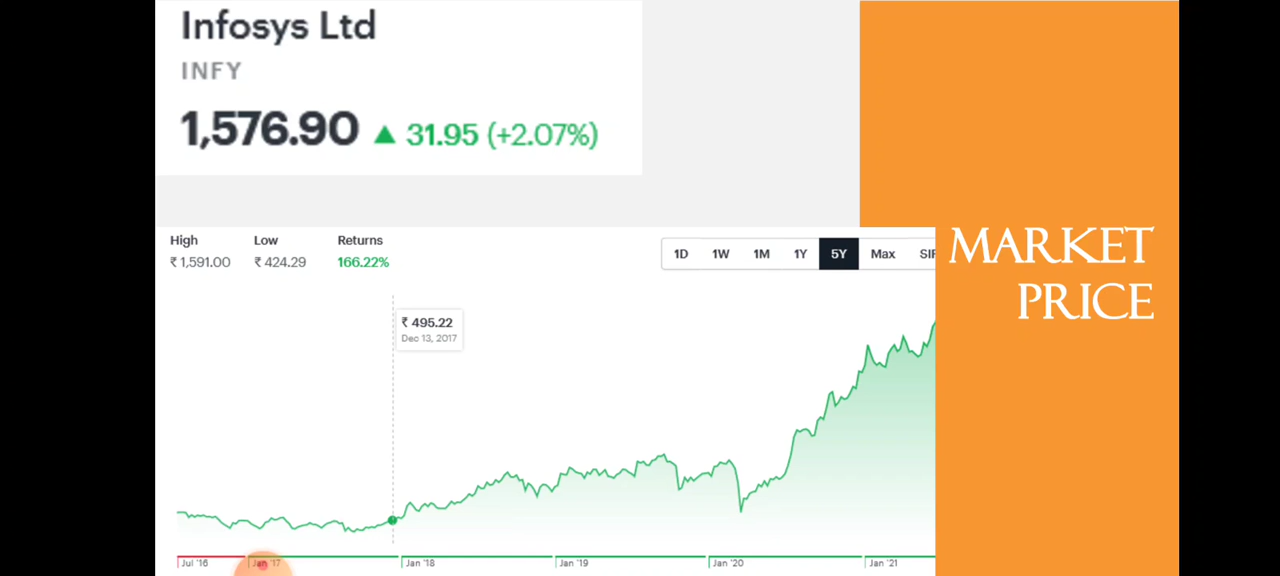 Infosys Ltd
INFY
1,576.90 ▲ 31.95 (+2.07%)
High Low Returns
₹ 1,591.00 ₹ 424.29 166.22%
1D 1W 1M 1Y 5Y Max SIP
MARKET
PRICE
₹ 495.22
Dec 13, 2017
Jul '16 Jan '17 Jan '18 Jan '19 Jan '20 Jan '21